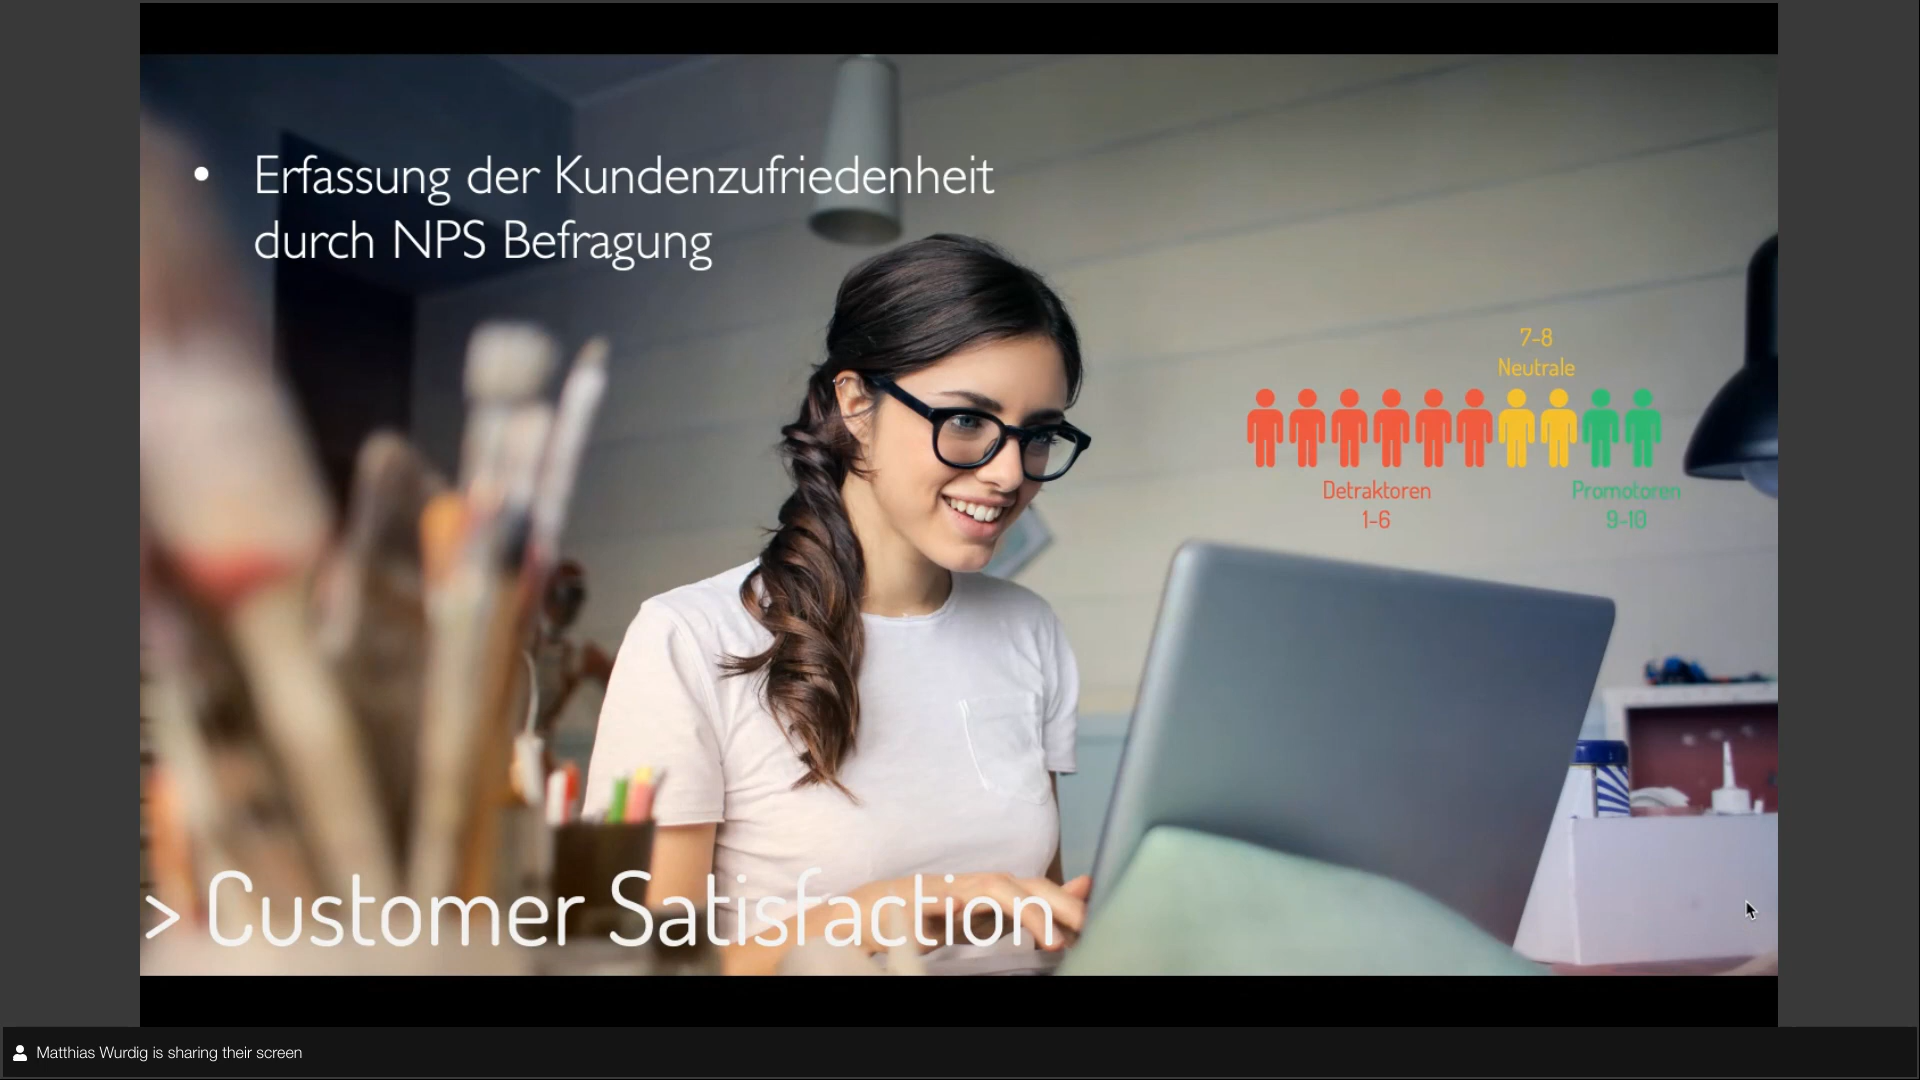 • Erfassung der Kundenzufriedenheit
durch NPS Befragung
7-8
Neutrale
Detraktoren
1-6
Promotoren
9-10
> Customer Satisfaction
Matthias Wurdig is sharing their screen